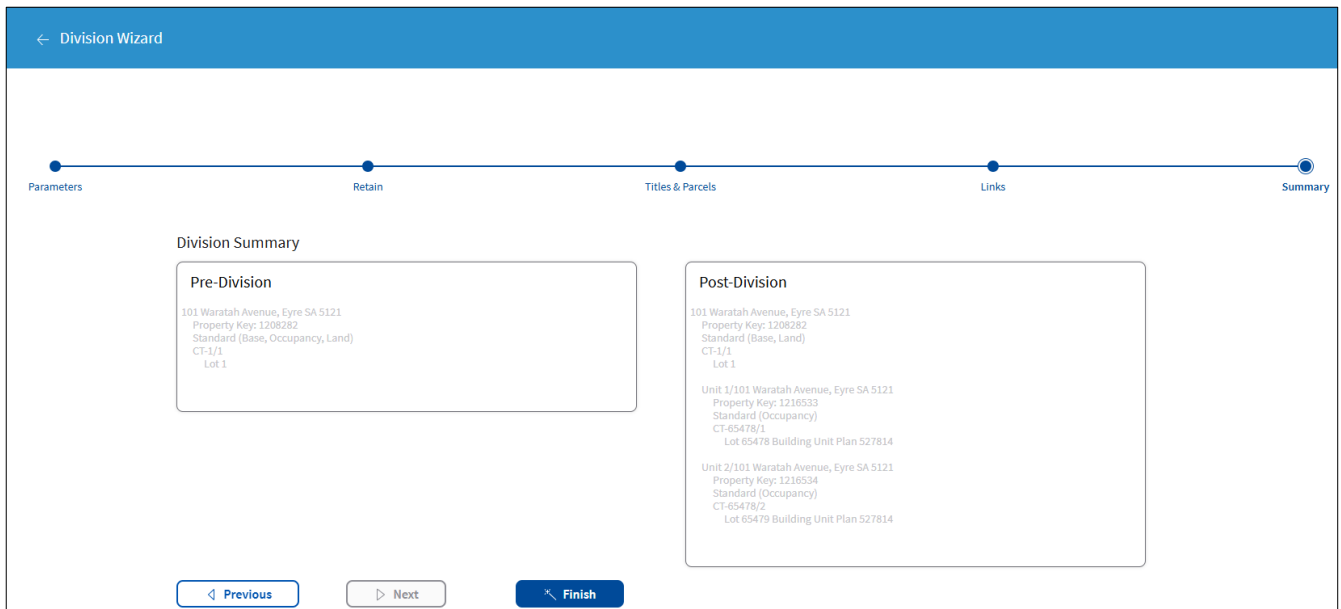 Division Wizard
Parameters
Retain
Titles & Parcels
Links
Summary
Division Summary
Pre-Division
101 Waratah Avenue, Eyre SA 5121
Property Key: 1208282
Standard (Base, Occupancy, Land)
CT-1/1
Lot 1
Post-Division
101 Waratah Avenue, Eyre SA 5121
Property Key: 1208282
Standard (Base, Land)
CT-1/1
Lot 1
Unit 1/101 Waratah Avenue, Eyre SA 5121
Property Key: 1216533
Standard (Occupancy)
CT-65478/1
Lot 65478 Building Unit Plan 527814
Unit 2/101 Waratah Avenue, Eyre SA 5121
Property Key: 1216534
Standard (Occupancy)
CT-65478/2
Lot 65479 Building Unit Plan 527814
Previous
Next
Finish